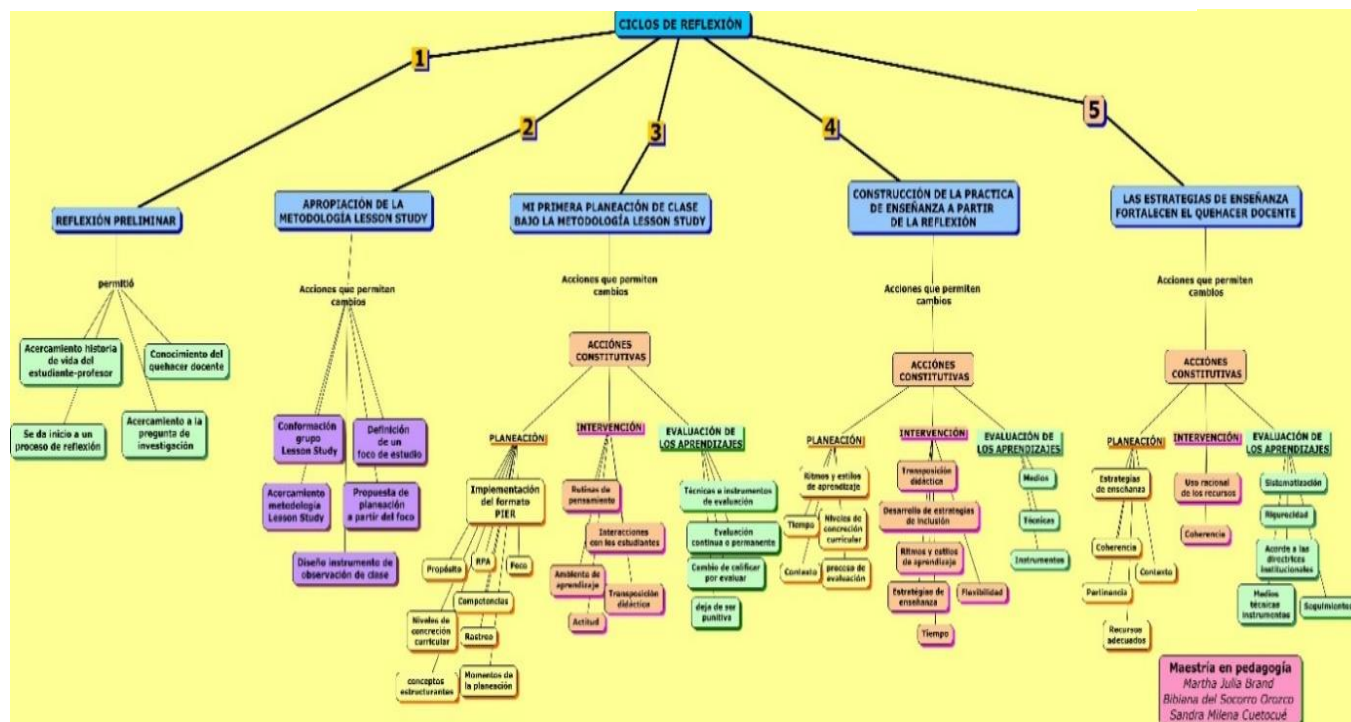 CICLOS DE REFLEXIÓN
1
2
3
4
5
REFLEXIÓN PRELIMINAR
permitió
Acercamiento historia
de vida del
estudiante-profesor
Conocimiento del
quehacer docente
Se da inicio a un
proceso de reflexión
Acercamiento a la
pregunta de
investigación
APROPIACIÓN DE LA
METODOLOGÍA LESSON STUDY
Acciones que permiten
cambios
Conformación
grupo
Lesson Study
Definición
de un
foco de estudio
Acercamiento
metodología
Lesson Study
Propuesta de
planeación
a partir del foco
Diseño instrumento de
observación de clase
MI PRIMERA PLANEACIÓN DE CLASE
BAJO LA METODOLOGÍA LESSON STUDY
Acciones que permiten
cambios
ACCIÓNES
CONSTITUTIVAS
PLANEACIÓN
Implementación
del formato
PIER
Propósito
RPA
Foco
Competencias
Niveles de
concreción
curricular
Rastreo
conceptos
estructurantes
Momentos de
la planeación
INTERVENCIÓN
Rutinas de
pensamiento
Interacciones
con los estudiantes
Ambiente de
aprendizaje
Transposición
didáctica
Actitud
EVALUACIÓN DE
LOS APRENDIZAJES
Técnicas e instrumentos
de evaluación
Evaluación
continua o permanente
Cambio de calificar
por evaluar
deja de ser
punitiva
CONSTRUCCIÓN DE LA PRACTICA
DE ENSEÑANZA A PARTIR
DE LA REFLEXIÓN
Acciones que permiten
cambios
ACCIÓNES
CONSTITUTIVAS
PLANEACIÓN
Ritmos y estilos
de aprendizaje
Tiempo
Niveles de
concreción
curricular
Contexto
proceso de
evaluación
INTERVENCIÓN
Transposición
didáctica
Desarrollo de estrategias
de inclusión
Ritmos y estilos
de aprendizaje
Estratégias de
enseñanza
Flexibilidad
Tiempo
EVALUACIÓN DE
LOS APRENDIZAJES
Medios
Técnicas
Instrumentos
LAS ESTRATEGIAS DE ENSEÑANZA
FORTALECEN EL QUEHACER DOCENTE
Acciones que permiten
cambios
ACCIÓNES
CONSTITUTIVAS
PLANEACIÓN
Estrategias
de enseñanza
Coherencia
Contexto
Pertinencia
Recursos
adecuados
INTERVENCIÓN
Uso racional
de los recursos
Coherencia
EVALUACIÓN DE
LOS APRENDIZAJES
Sistematización
Rigurocidad
Acorde a las
directrices
institucionales
Medios
técnicas
instrumentos
Seguimientos
Maestría en pedagogía
Martha Julia Brand
Bibiana del Socorro Orozco
Sandra Milena Cuetocué